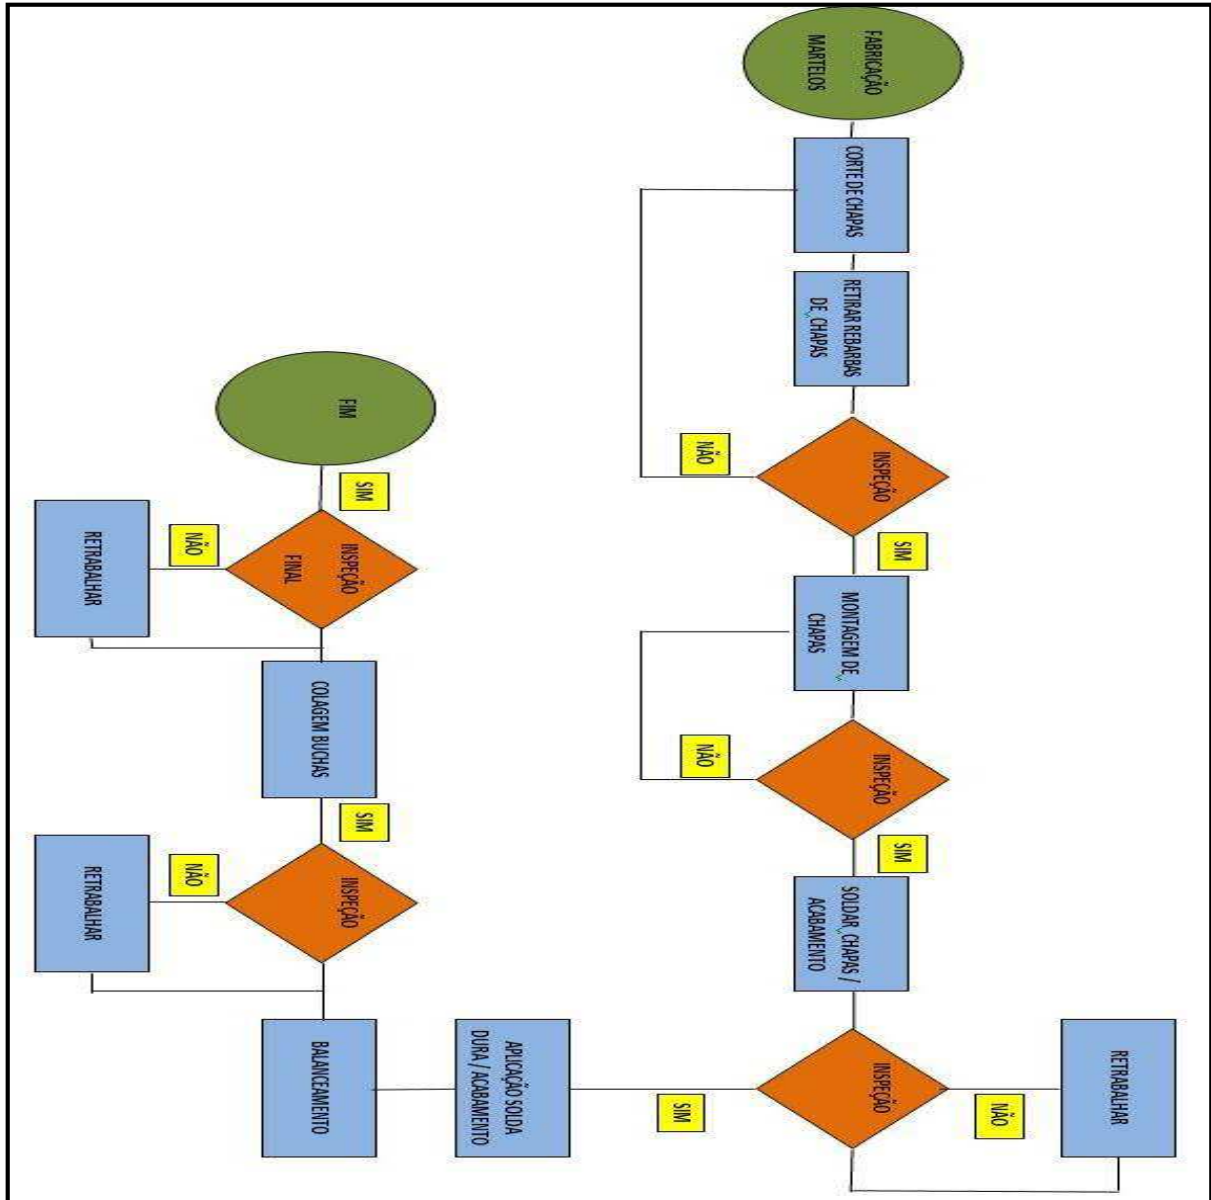 FABRICAÇÃO
MARTELOS
CORTE DE CHAPAS
RETIRAR REBARBAS
DE CHAPAS
INSPEÇÃO
NÃO
SIM
MONTAGEM DE
CHAPAS
INSPEÇÃO
NÃO
SIM
SOLDAR CHAPAS /
ACABAMENTO
INSPEÇÃO
NÃO
RETRABALHAR
SIM
APLICAÇÃO SOLDA
DURA / ACABAMENTO
BALANCEAMENTO
INSPEÇÃO
NÃO
RETRABALHAR
SIM
COLAGEM BUCHAS
INSPEÇÃO
FINAL
NÃO
RETRABALHAR
SIM
FIM